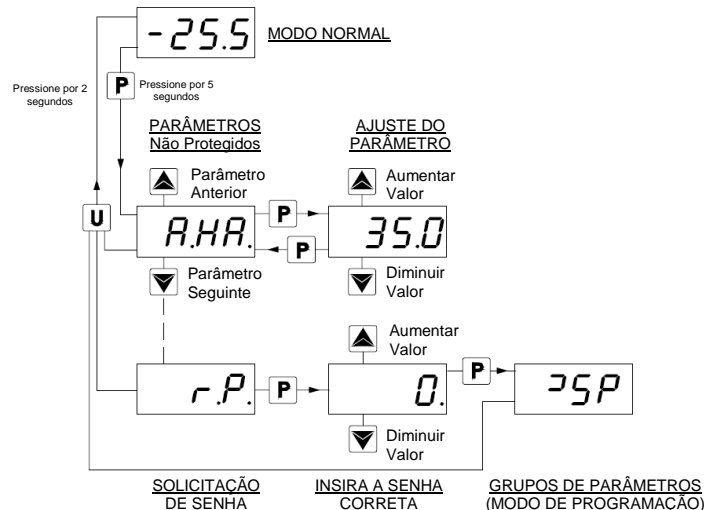 -25.5
MODO NORMAL
Pressione por 2
segundos
P
Pressione por 5
segundos
PARÂMETROS
Não Protegidos
AJUSTE DO
PARÂMETRO
Parâmetro
Anterior
Aumentar
Valor
U
A.HA.
P
P
35.0
Parâmetro
Seguinte
Diminuir
Valor
Aumentar
Valor
r.P.
P
0.
P
SP
Diminuir
Valor
SOLICITAÇÃO
DE SENHA
INSIRA A SENHA
CORRETA
GRUPOS DE PARÂMETROS
(MODO DE PROGRAMAÇÃO)